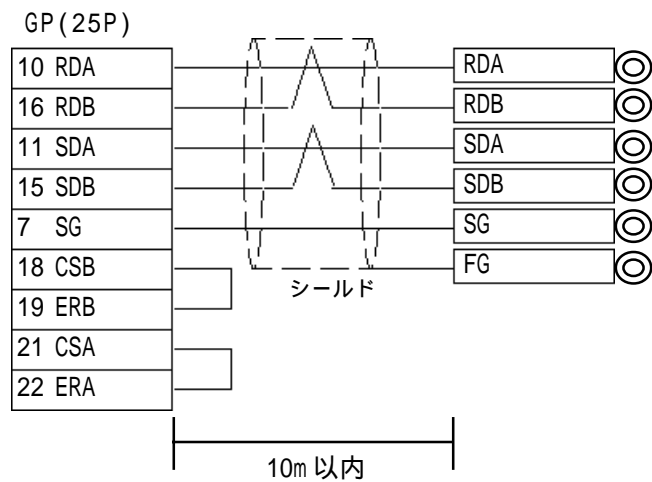 GP(25P)
10 RDA
16 RDB
11 SDA
15 SDB
7 SG
18 CSB
19 ERB
21 CSA
22 ERA
RDA
RDB
SDA
SDB
SG
FG
シールド
10m 以内